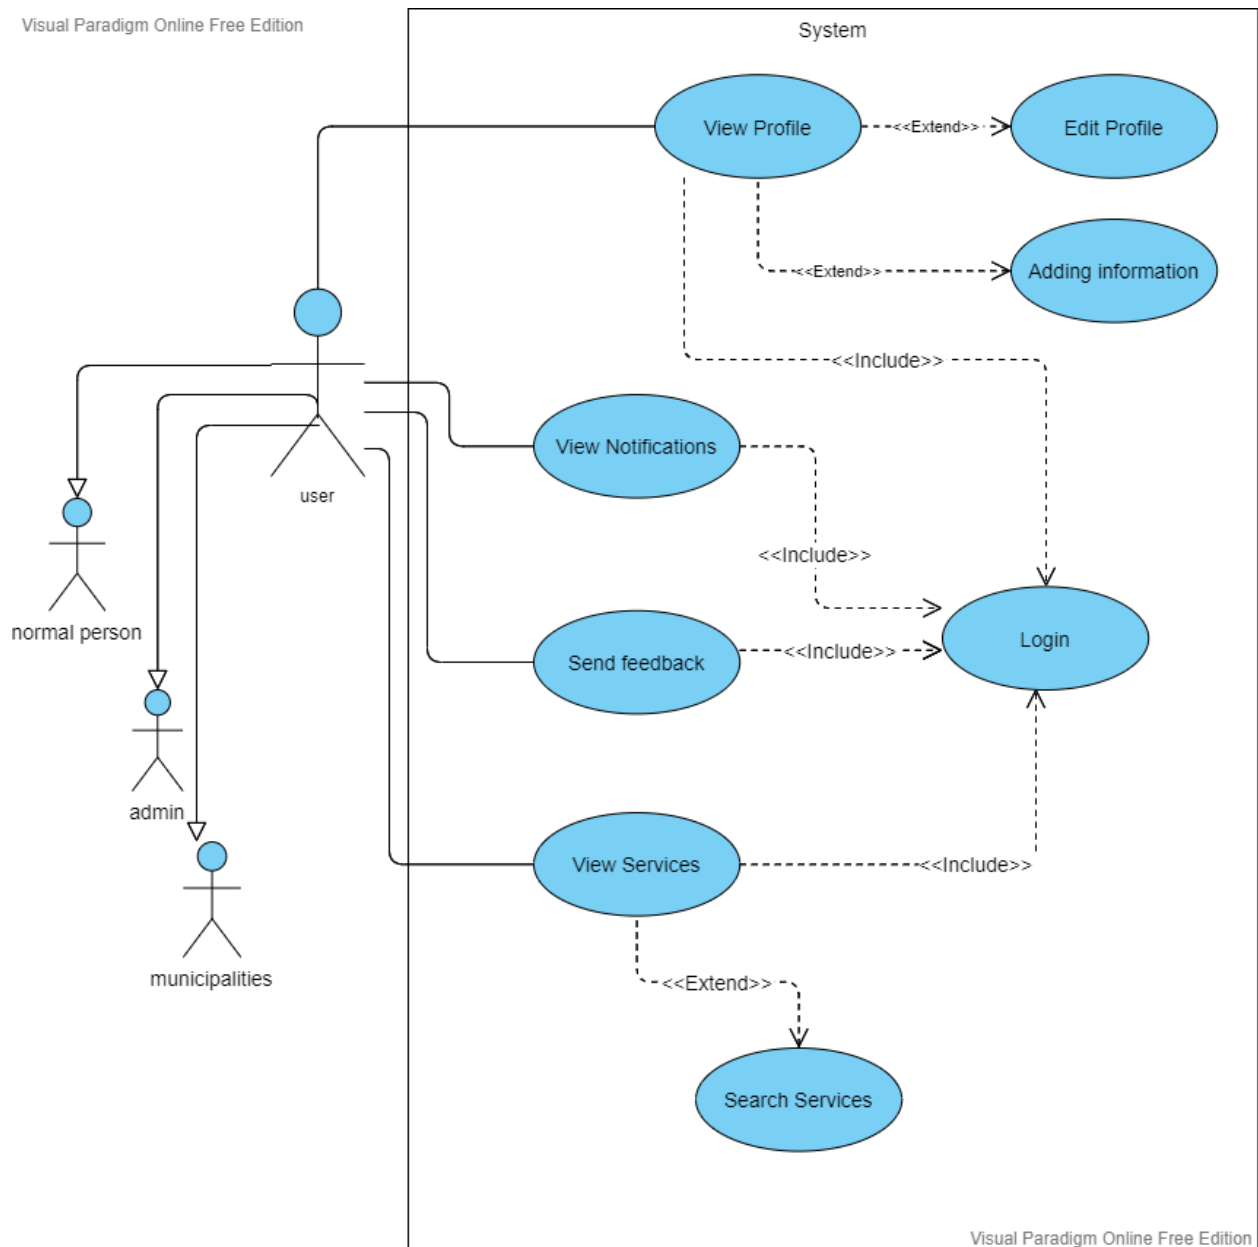 Visual Paradigm Online Free Edition
System
View Profile
<<Extend>>
Edit Profile
<<Extend>>
Adding information
<<Include>>
user
View Notifications
<<Include>>
normal person
Send feedback
<<Include>>
Login
admin
View Services
<<Include>>
municipalities
<<Extend>>
Search Services
Visual Paradigm Online Free Edition